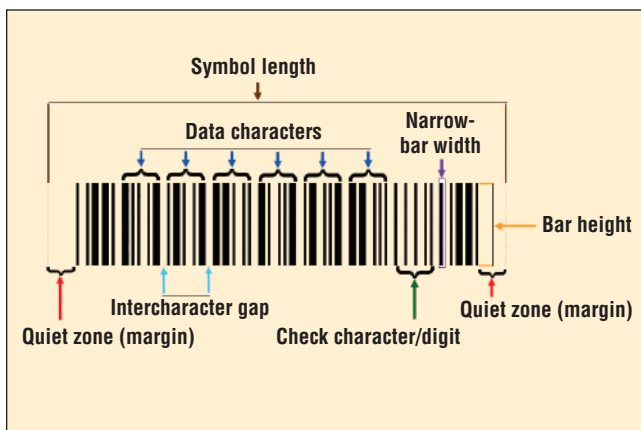 Symbol length
Data characters
Narrow-
bar width
Bar height
Intercharacter gap
Quiet zone (margin)
Check character/digit
Quiet zone (margin)